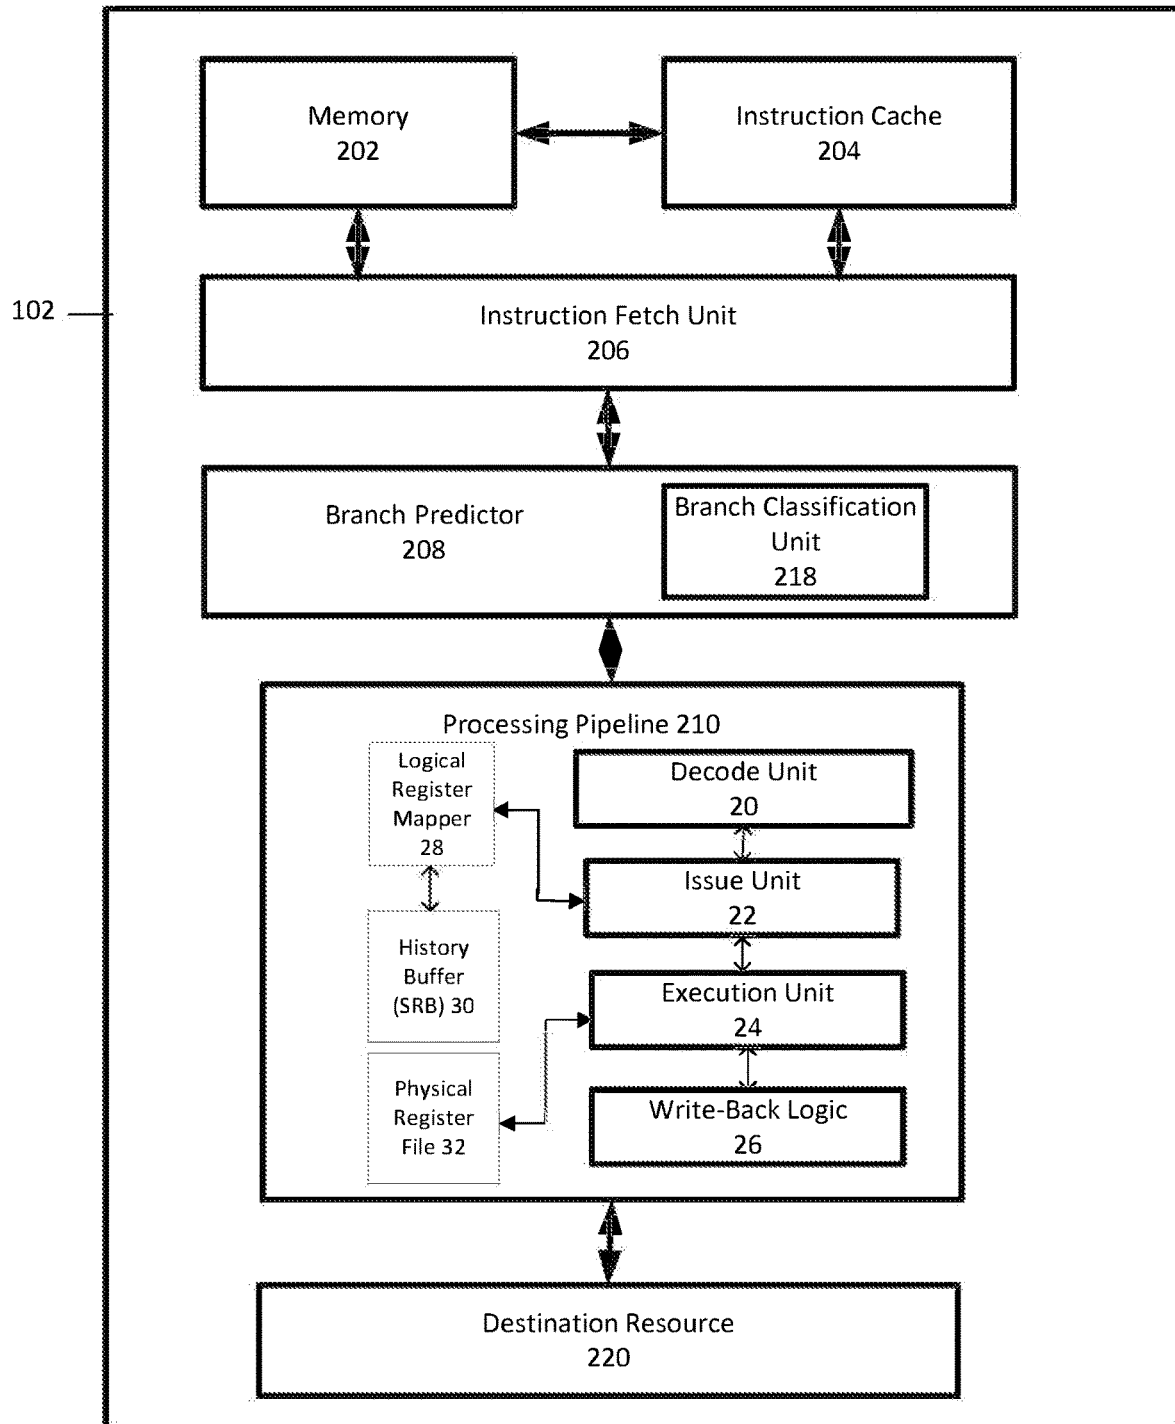 Memory
202
Instruction Cache
204
102
Instruction Fetch Unit
206
Branch Predictor
208
Branch Classification
Unit
218
Processing Pipeline 210
Logical
Register
Mapper
28
Decode Unit
20
Issue Unit
22
History
Buffer
(SRB) 30
Execution Unit
24
Physical
Register
File 32
Write-Back Logic
26
Destination Resource
220